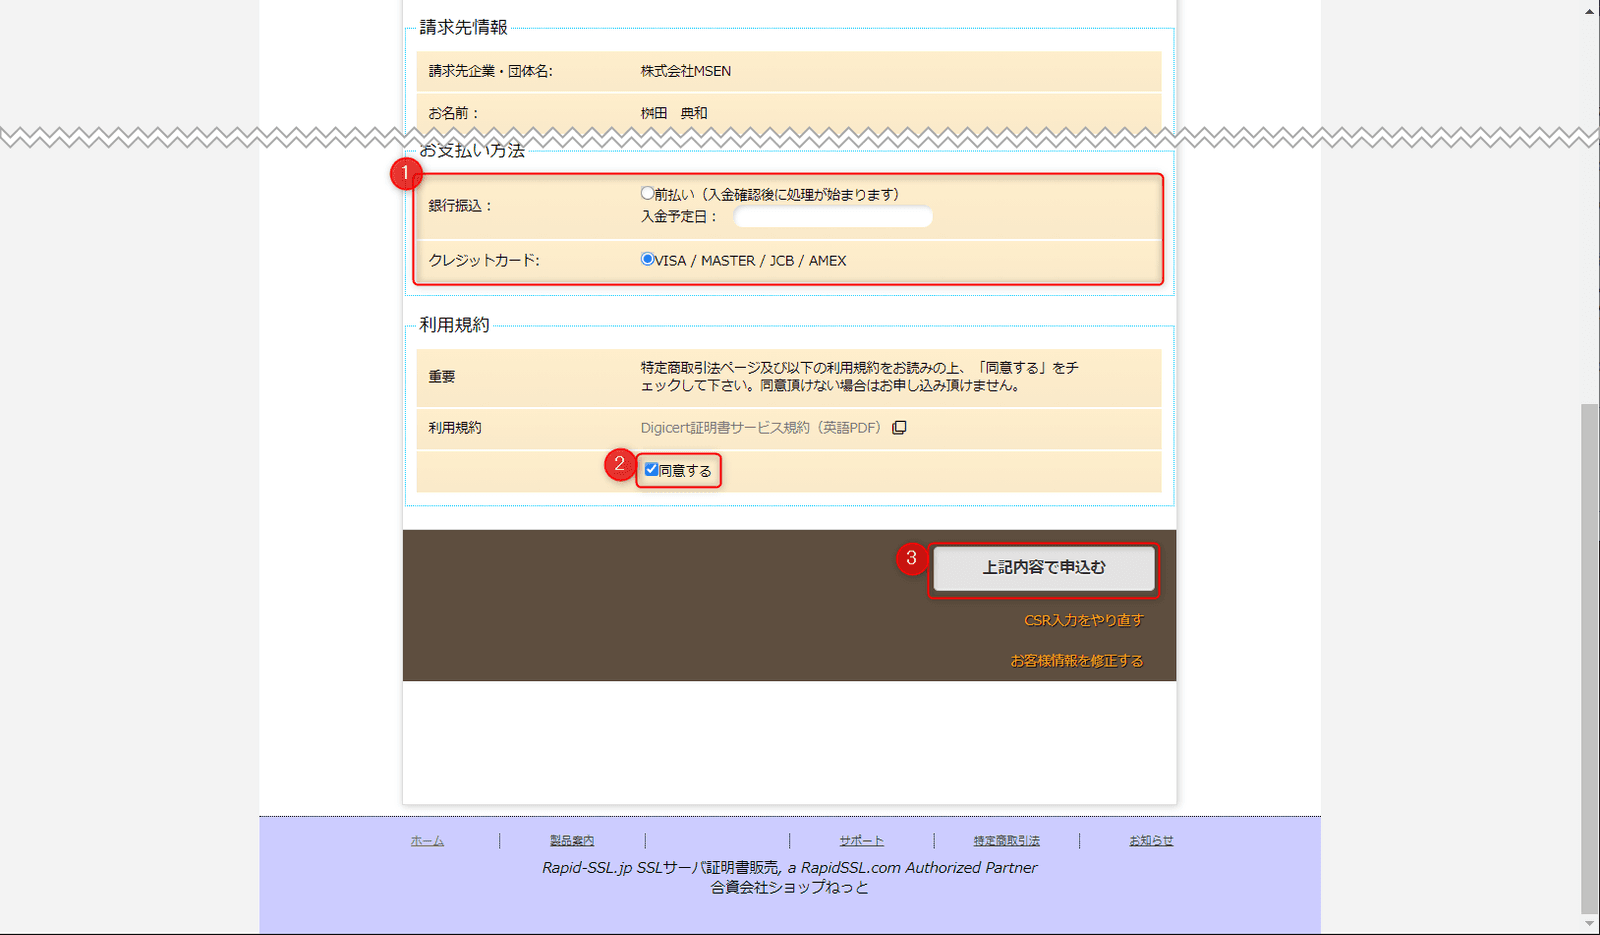 請求先情報
請求先企業・団体名: 株式会社MSEN
お名前： 桝田　典和
お支払い方法
1
銀行振込： 前払い（入金確認後に処理が始まります）
入金予定日：
クレジットカード: VISA / MASTER / JCB / AMEX
利用規約
重要 特定商取引法ページ及び以下の利用規約をお読みの上、「同意する」をチ
ェックして下さい。同意頂けない場合はお申し込み頂けません。
利用規約 Digicert証明書サービス規約（英語PDF）
2 同意する
3 上記内容で申込む
CSR入力をやり直す
お客様情報を修正する
ホーム 製品案内 サポート 特定商取引法 お知らせ
Rapid-SSL.jp SSLサーバ証明書販売, a RapidSSL.com Authorized Partner
合資会社ショップねっと